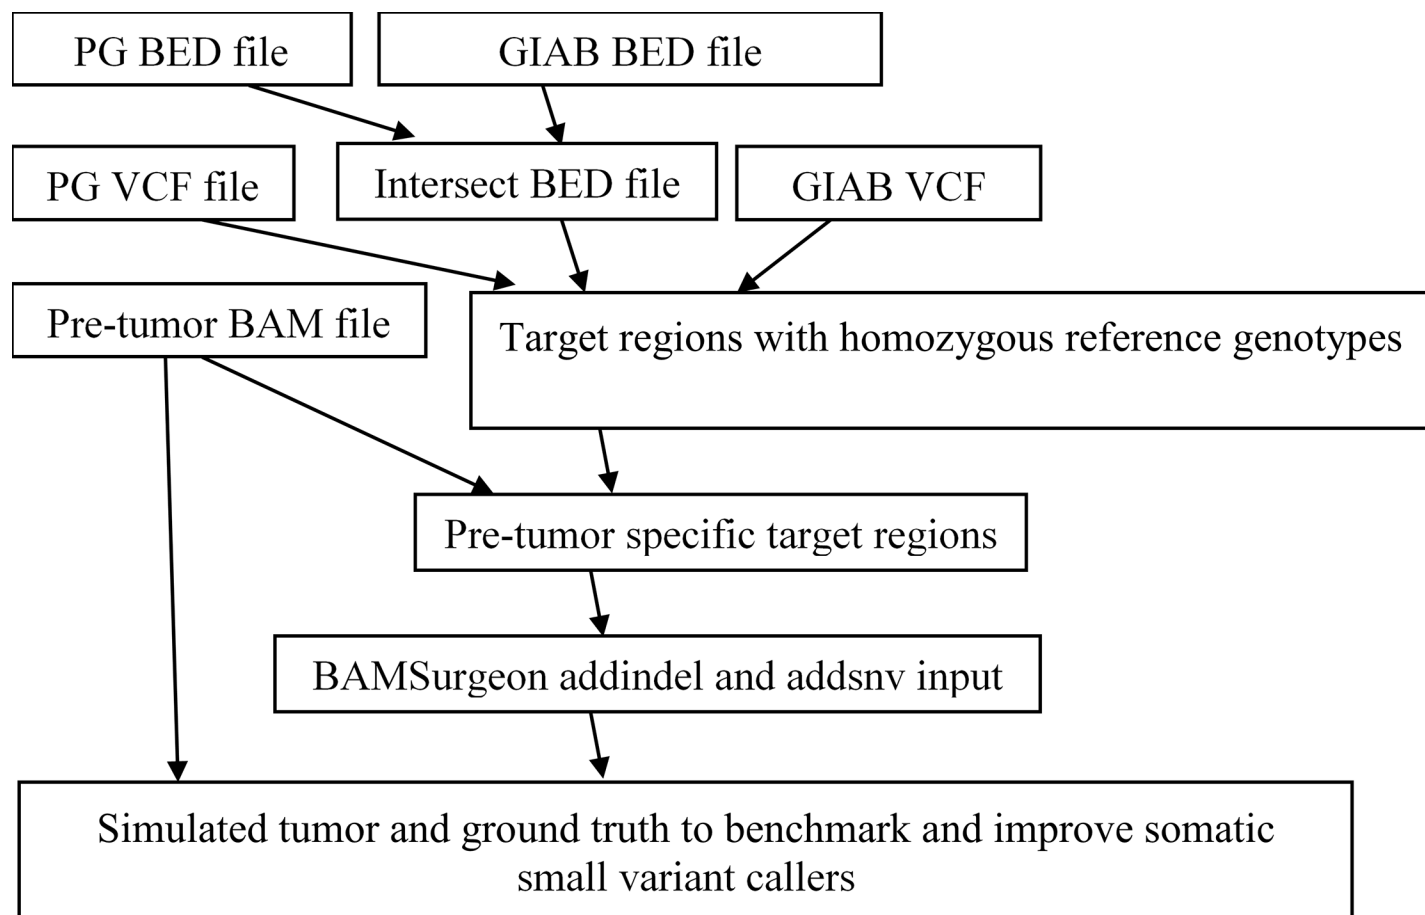 PG BED file
GIAB BED file
PG VCF file
Intersect BED file
GIAB VCF
Pre-tumor BAM file
Target regions with homozygous reference genotypes
Pre-tumor specific target regions
BAMSurgeon addindel and addsnv input
Simulated tumor and ground truth to benchmark and improve somatic
small variant callers